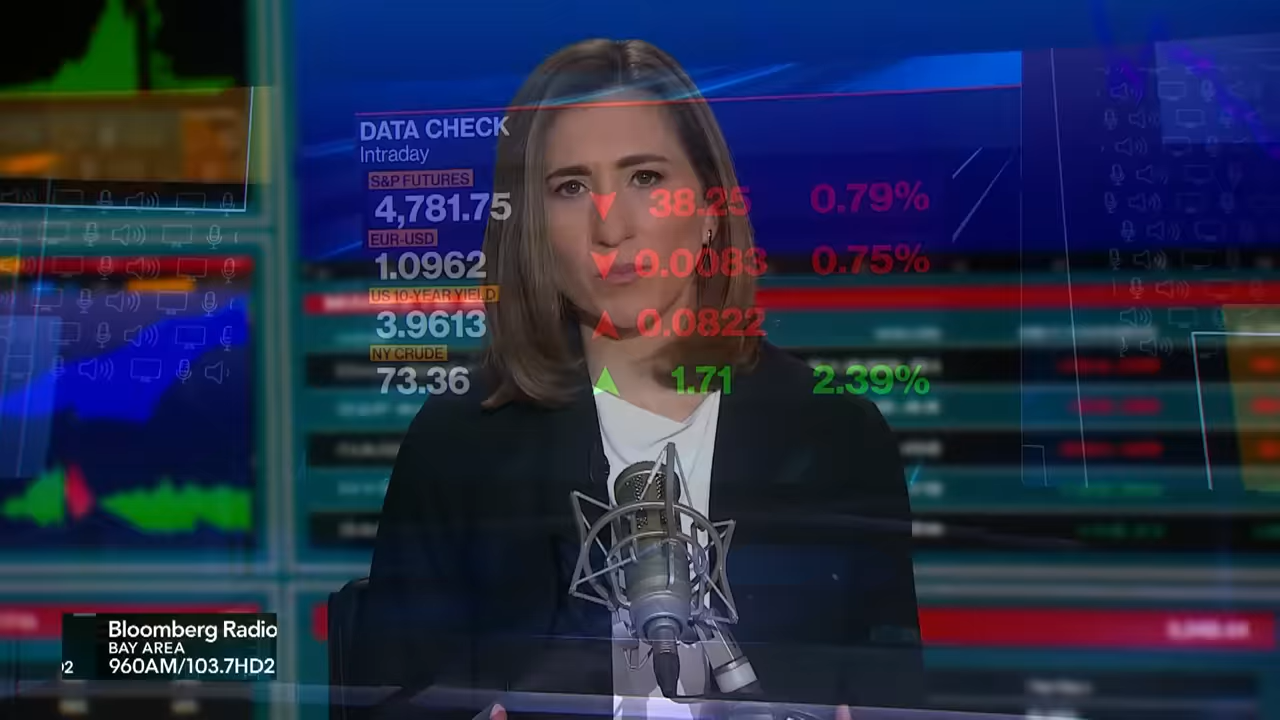 DATA CHECK
Intraday
S&P FUTURES
4,781.75 ▼ 38.25 0.79%
EUR-USD
1.0962 ▼ 0.0083 0.75%
US 10-YEAR YIELD
3.9613 ▲ 0.0822
NY CRUDE
73.36 ▲ 1.71 2.39%
Bloomberg Radio
BAY AREA
960AM/103.7HD2